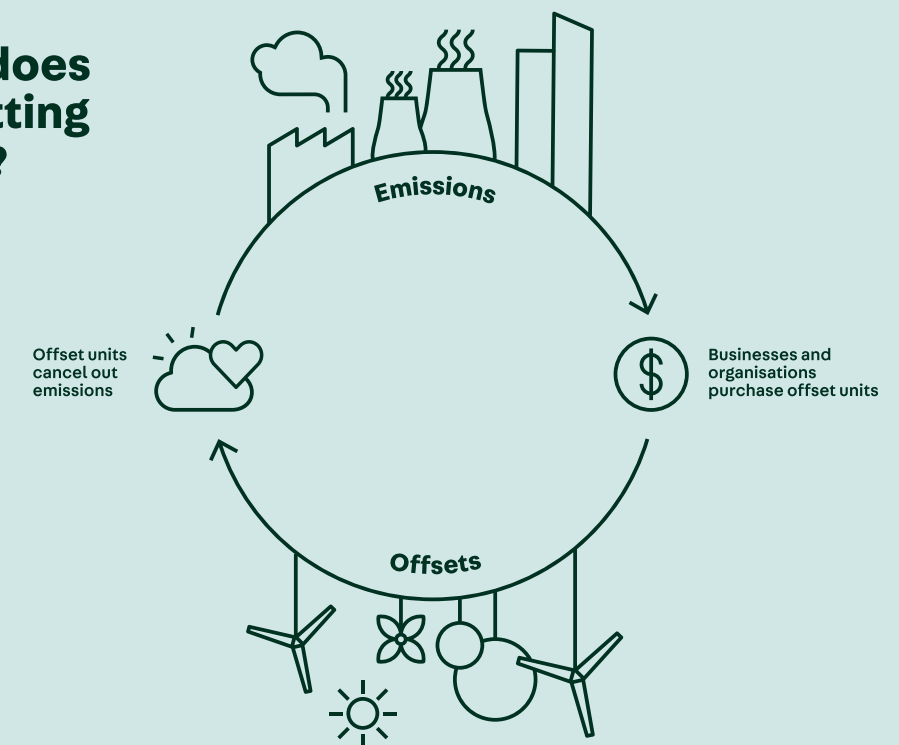 does
tting
?
Emissions
Offset units
cancel out
emissions
Businesses and
organisations
purchase offset units
Offsets